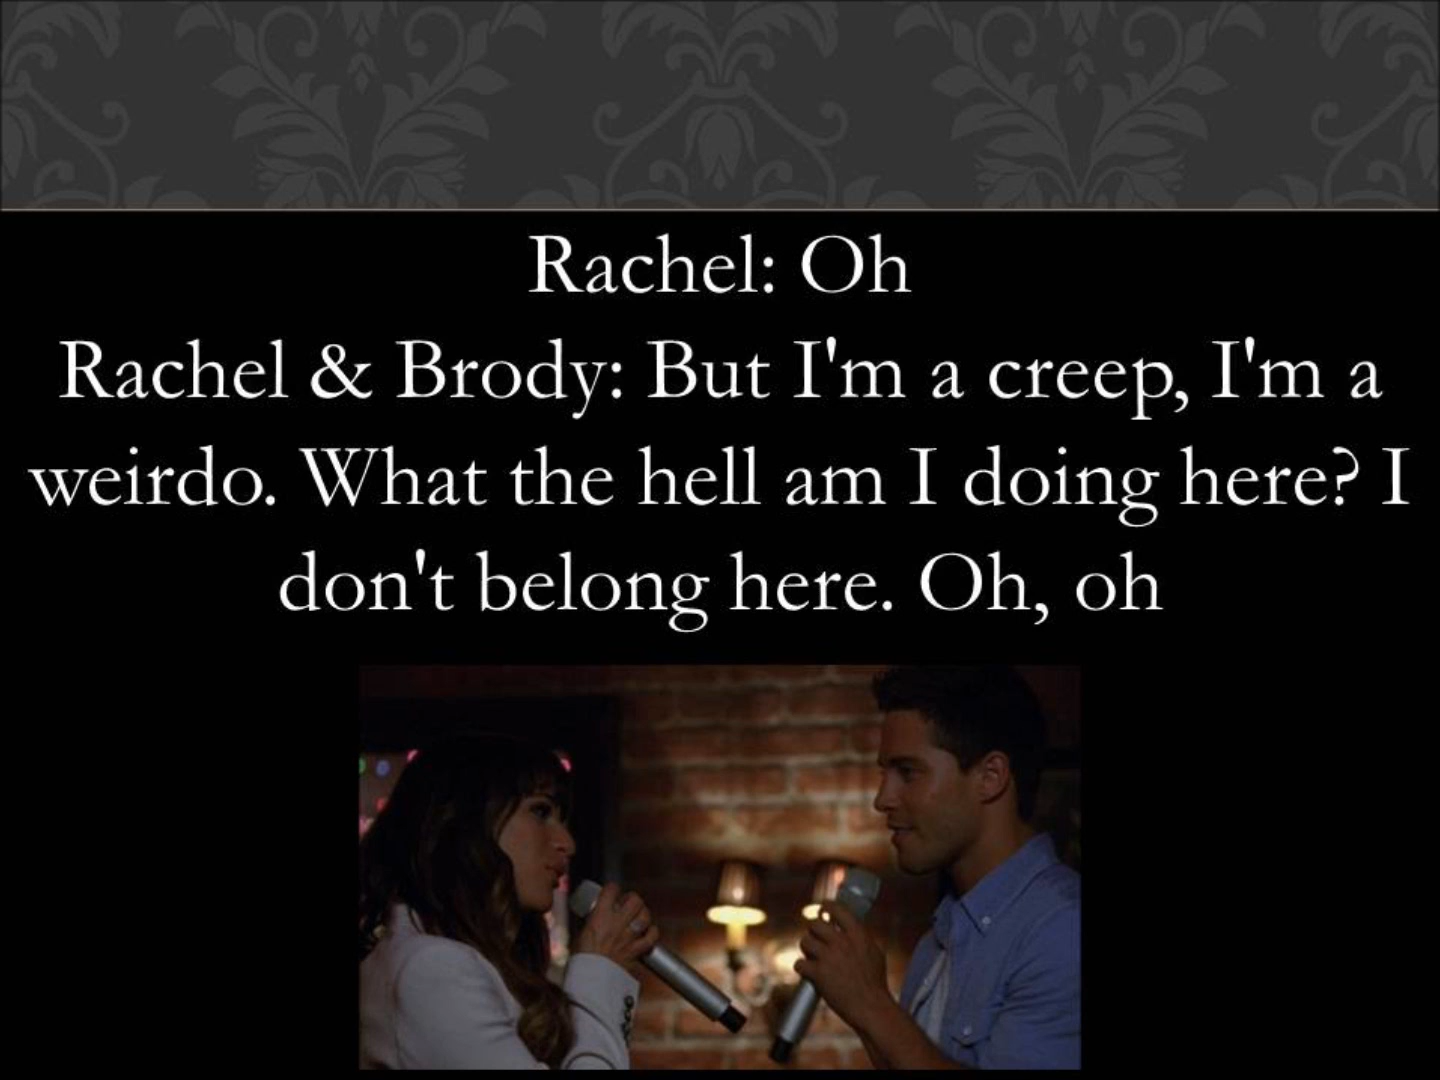 Rachel: Oh
Rachel & Brody: But I'm a creep, I'm a
weirdo. What the hell am I doing here? I
don't belong here. Oh, oh